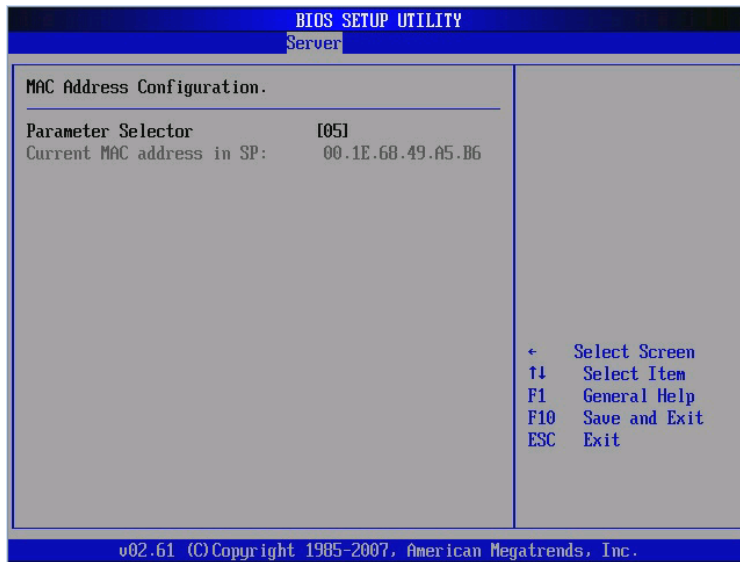 BIOS SETUP UTILITY
Server
MAC Address Configuration.
Parameter Selector [05]
Current MAC address in SP: 00.1E.68.49.A5.B6
← Select Screen
↑↓ Select Item
F1 General Help
F10 Save and Exit
ESC Exit
v02.61 (C)Copyright 1985-2007, American Megatrends, Inc.